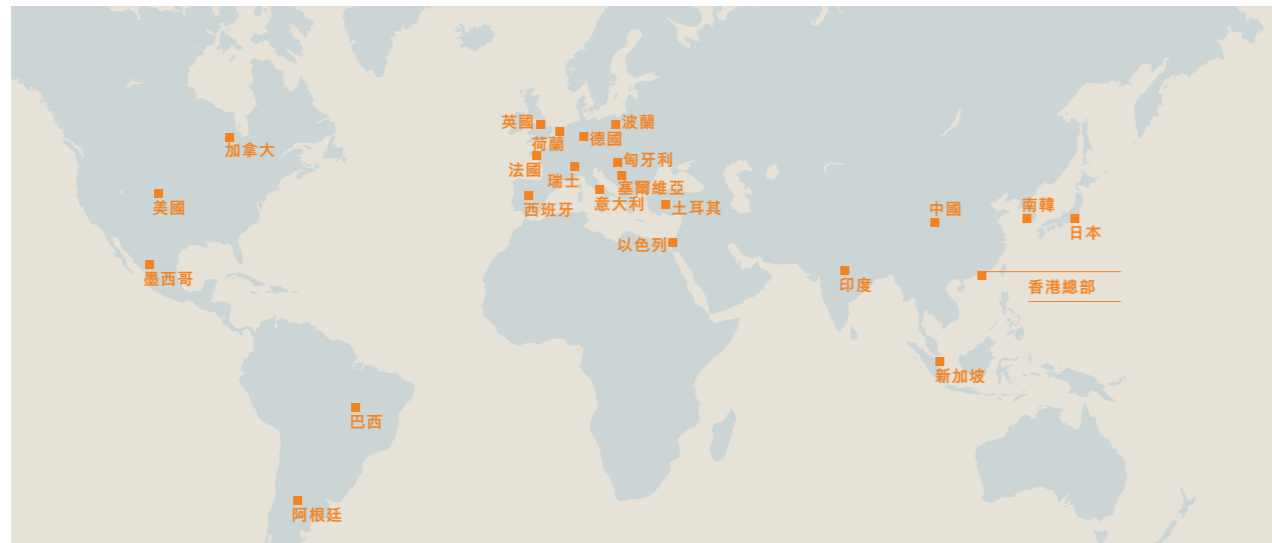 英國
波蘭
荷蘭
德國
加拿大
法國
匈牙利
瑞士
塞爾維亞
美國
西班牙
意大利
土耳其
中國
南韓
日本
以色列
墨西哥
印度
香港總部
新加坡
巴西
阿根廷